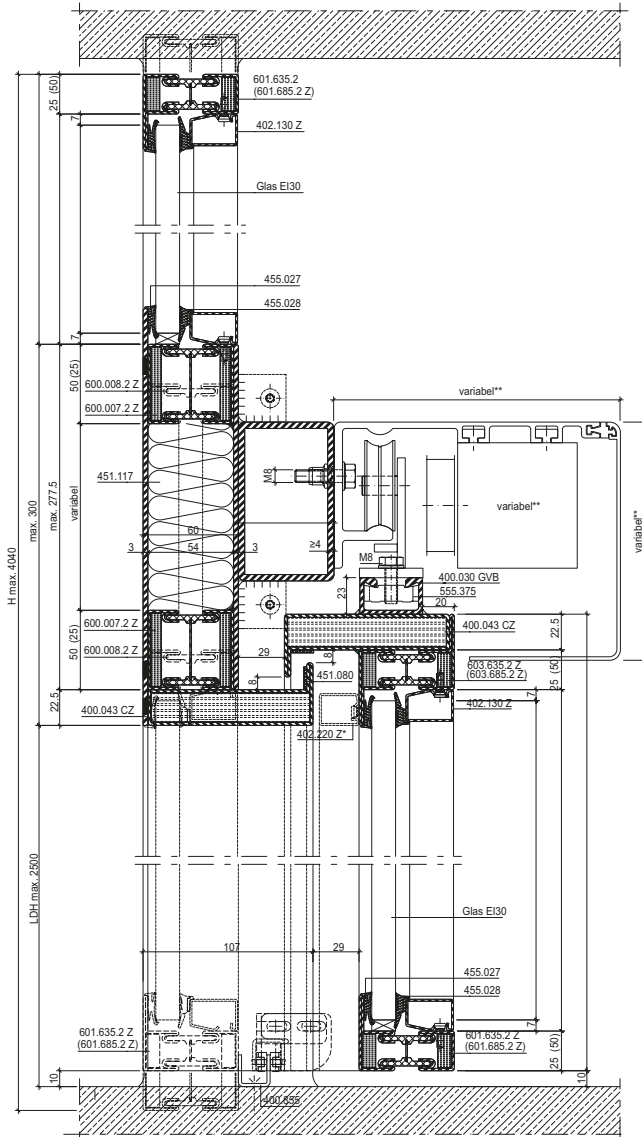 601.635.2
(601.685.2 Z)
25 (50)
7
402.130 Z
Glas EI30
455.027
455.028
7
50 (25)
600.008.2 Z
600.007.2 Z
variabel**
H max. 4040
max. 300
max. 277.5
variabel
451.117
M8
variabel**
variabel**
60
3
54
3
≥4
M8
400.030 GVB
555.375
23
20
600.007.2 Z
400.043 CZ
22.5
50 (25)
600.008.2 Z
29
8
603.635.2 Z
(603.685.2 Z)
25 (50)
8
451.080
7
402.130 Z
22.5
400.043 CZ
402.220 Z*
LDH max. 2500
Glas EI30
107
29
455.027
455.028
7
601.635.2 Z
(601.685.2 Z)
601.635.2 Z
(601.685.2 Z)
25 (50)
10
400.855
10